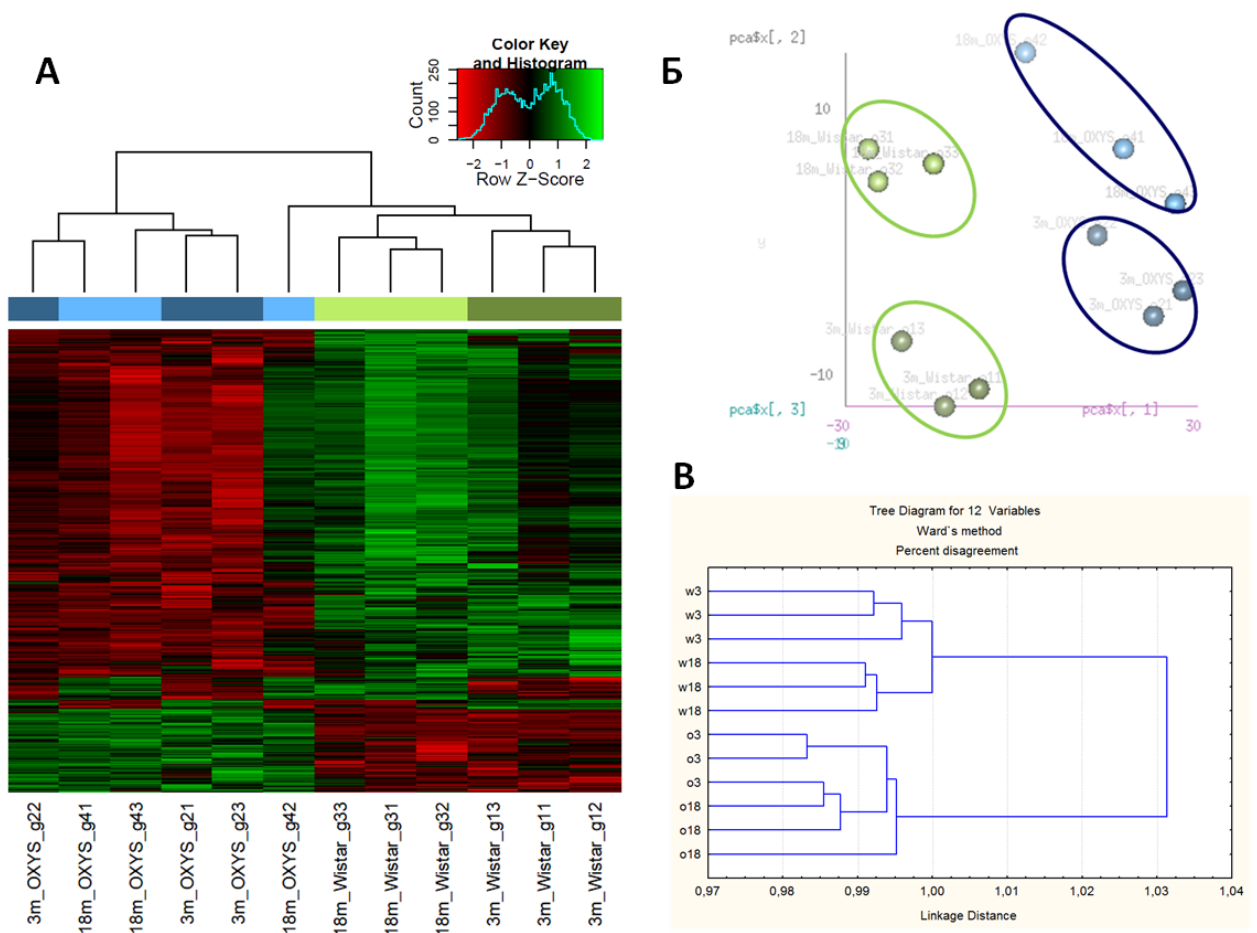 А
Color Key
and Histogram
Count
0 100 250
−2 −1 0 1 2
Row Z−Score
3m_OXYS_g22
18m_OXYS_g41
18m_OXYS_g43
3m_OXYS_g21
3m_OXYS_g23
18m_OXYS_g42
18m_Wistar_g33
18m_Wistar_g31
18m_Wistar_g32
3m_Wistar_g13
3m_Wistar_g11
3m_Wistar_g12
Б
pca$x[, 2]
18m_OXYS_g42
10
18m_Wistar_g31
18m_Wistar_g33
18m_OXYS_g41
18m_Wistar_g32
18m_OXYS_g43
3m_OXYS_g22
y
3m_OXYS_g23
3m_OXYS_g21
3m_Wistar_g13
-10
3m_Wistar_g11
3m_Wistar_g12
pca$x[, 3]
pca$x[, 1]
-30
30
В
Tree Diagram for 12 Variables
Ward`s method
Percent disagreement
w3
w3
w3
w18
w18
w18
o3
o3
o3
o18
o18
o18
0,97 0,98 0,99 1,00 1,01 1,02 1,03 1,04
Linkage Distance